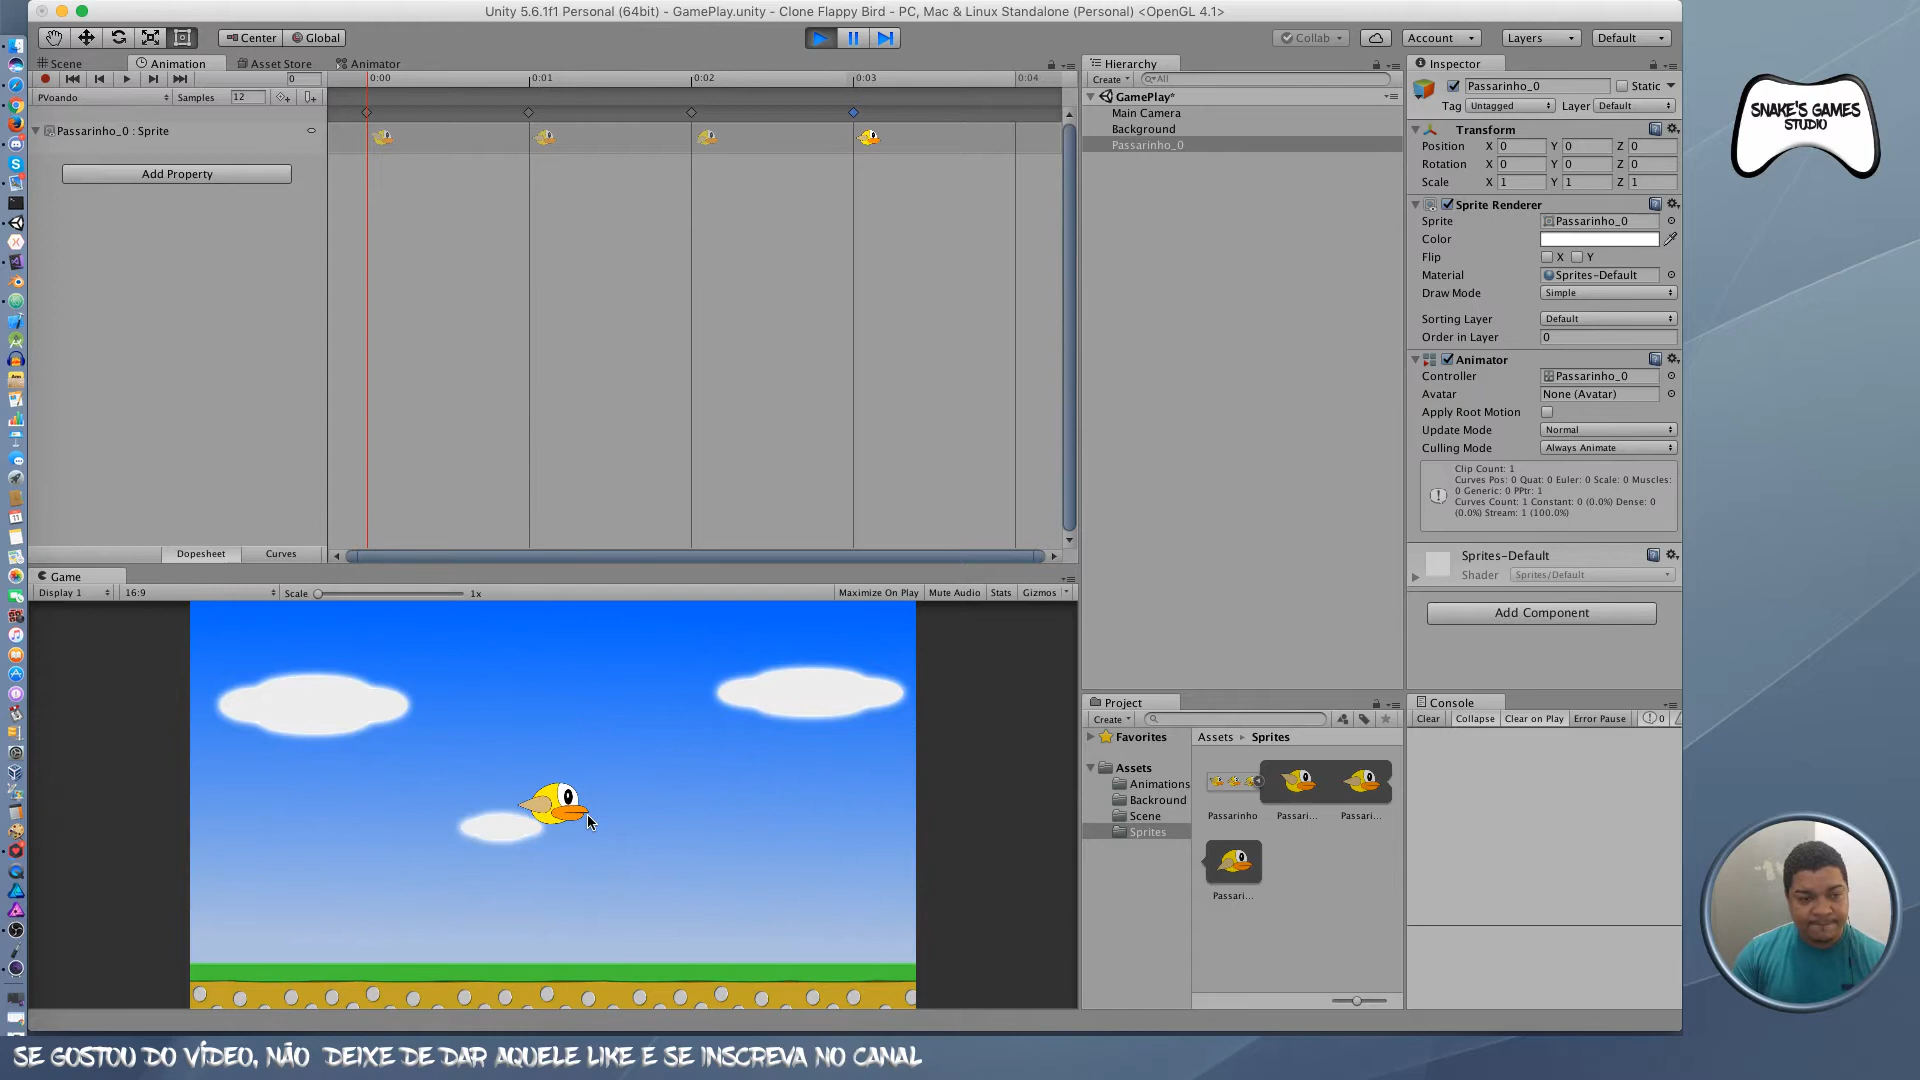 Unity 5.6.1f1 Personal (64bit) - GamePlay.unity - Clone Flappy Bird - PC, Mac & Linux Standalone (Personal) <OpenGL 4.1>
Center Global Collab Account Layers Default
Scene Animation Asset Store Animator
0 0:00 0:01 0:02 0:03 0:04
PVoando Samples 12
Passarinho_0 : Sprite
Add Property
Dopesheet Curves
Game
Display 1 16:9 Scale 1x Maximize On Play Mute Audio Stats Gizmos
Hierarchy
Create All
GamePlay*
Main Camera
Background
Passarinho_0
Inspector
Passarinho_0 Static
Tag Untagged Layer Default
Transform
Position X 0 Y 0 Z 0
Rotation X 0 Y 0 Z 0
Scale X 1 Y 1 Z 1
Sprite Renderer
Sprite Passarinho_0
Color
Flip X Y
Material Sprites-Default
Draw Mode Simple
Sorting Layer Default
Order in Layer 0
Animator
Controller Passarinho_0
Avatar None (Avatar)
Apply Root Motion
Update Mode Normal
Culling Mode Always Animate
Clip Count: 1
Curves Pos: 0 Quat: 0 Euler: 0 Scale: 0 Muscles:
0 Generic: 0 PPtr: 1
Curves Count: 1 Constant: 0 (0.0%) Dense: 0
(0.0%) Stream: 1 (100.0%)
Sprites-Default
Shader Sprites/Default
Add Component
Project
Create
Favorites
Assets
Animations
Backround
Scene
Sprites
Assets Sprites
Passarinho Passari... Passari...
Passari...
Console
Clear Collapse Clear on Play Error Pause 0
SNAKE'S GAMES
STUDIO
SE GOSTOU DO VÍDEO, NÃO DEIXE DE DAR AQUELE LIKE E SE INSCREVA NO CANAL